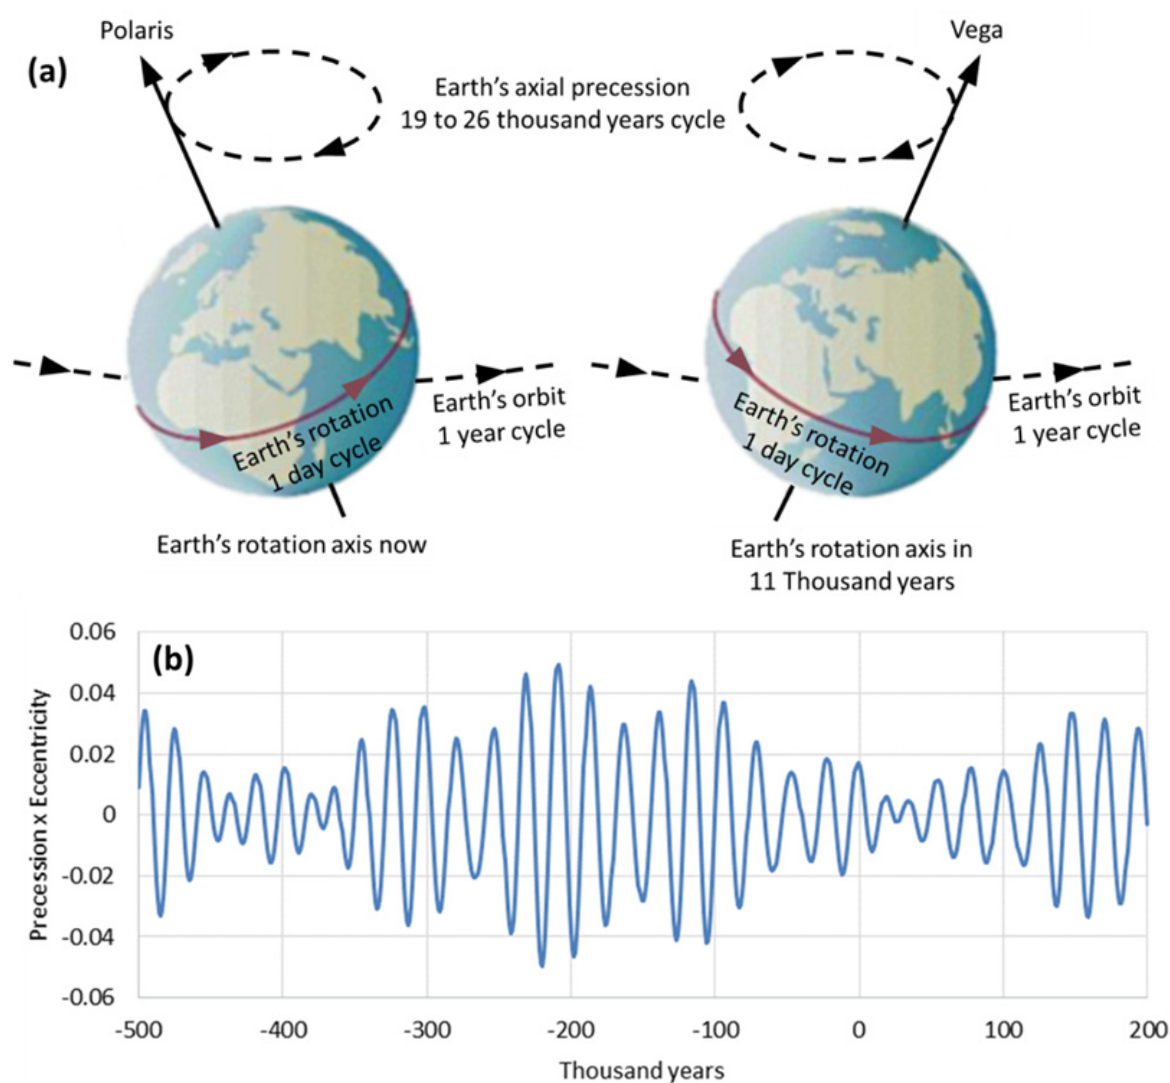 Polaris
Vega
(a)
Earth's axial precession
19 to 26 thousand years cycle
Earth's rotation
1 day cycle
Earth's orbit
1 year cycle
Earth's rotation
1 day cycle
Earth's orbit
1 year cycle
Earth's rotation axis now
Earth's rotation axis in
11 Thousand years
(b)
Precession x Eccentricity
0.06
0.04
0.02
0
-0.02
-0.04
-0.06
-500
-400
-300
-200
-100
0
100
200
Thousand years